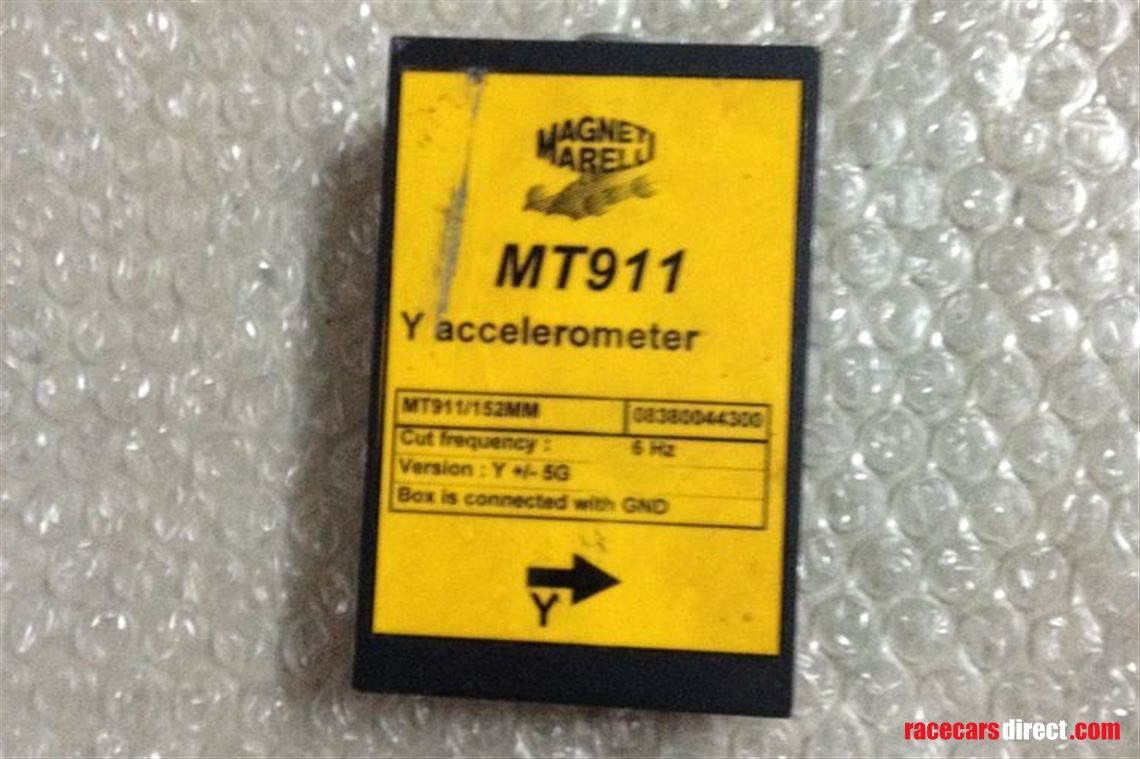 MAGNETI
MARELLI
MT911
Y accelerometer
MT911/152MM 08380044300
Cut frequency : 6 Hz
Version : Y +/- 5G
Box is connected with GND
Y
racecarsdirect.com